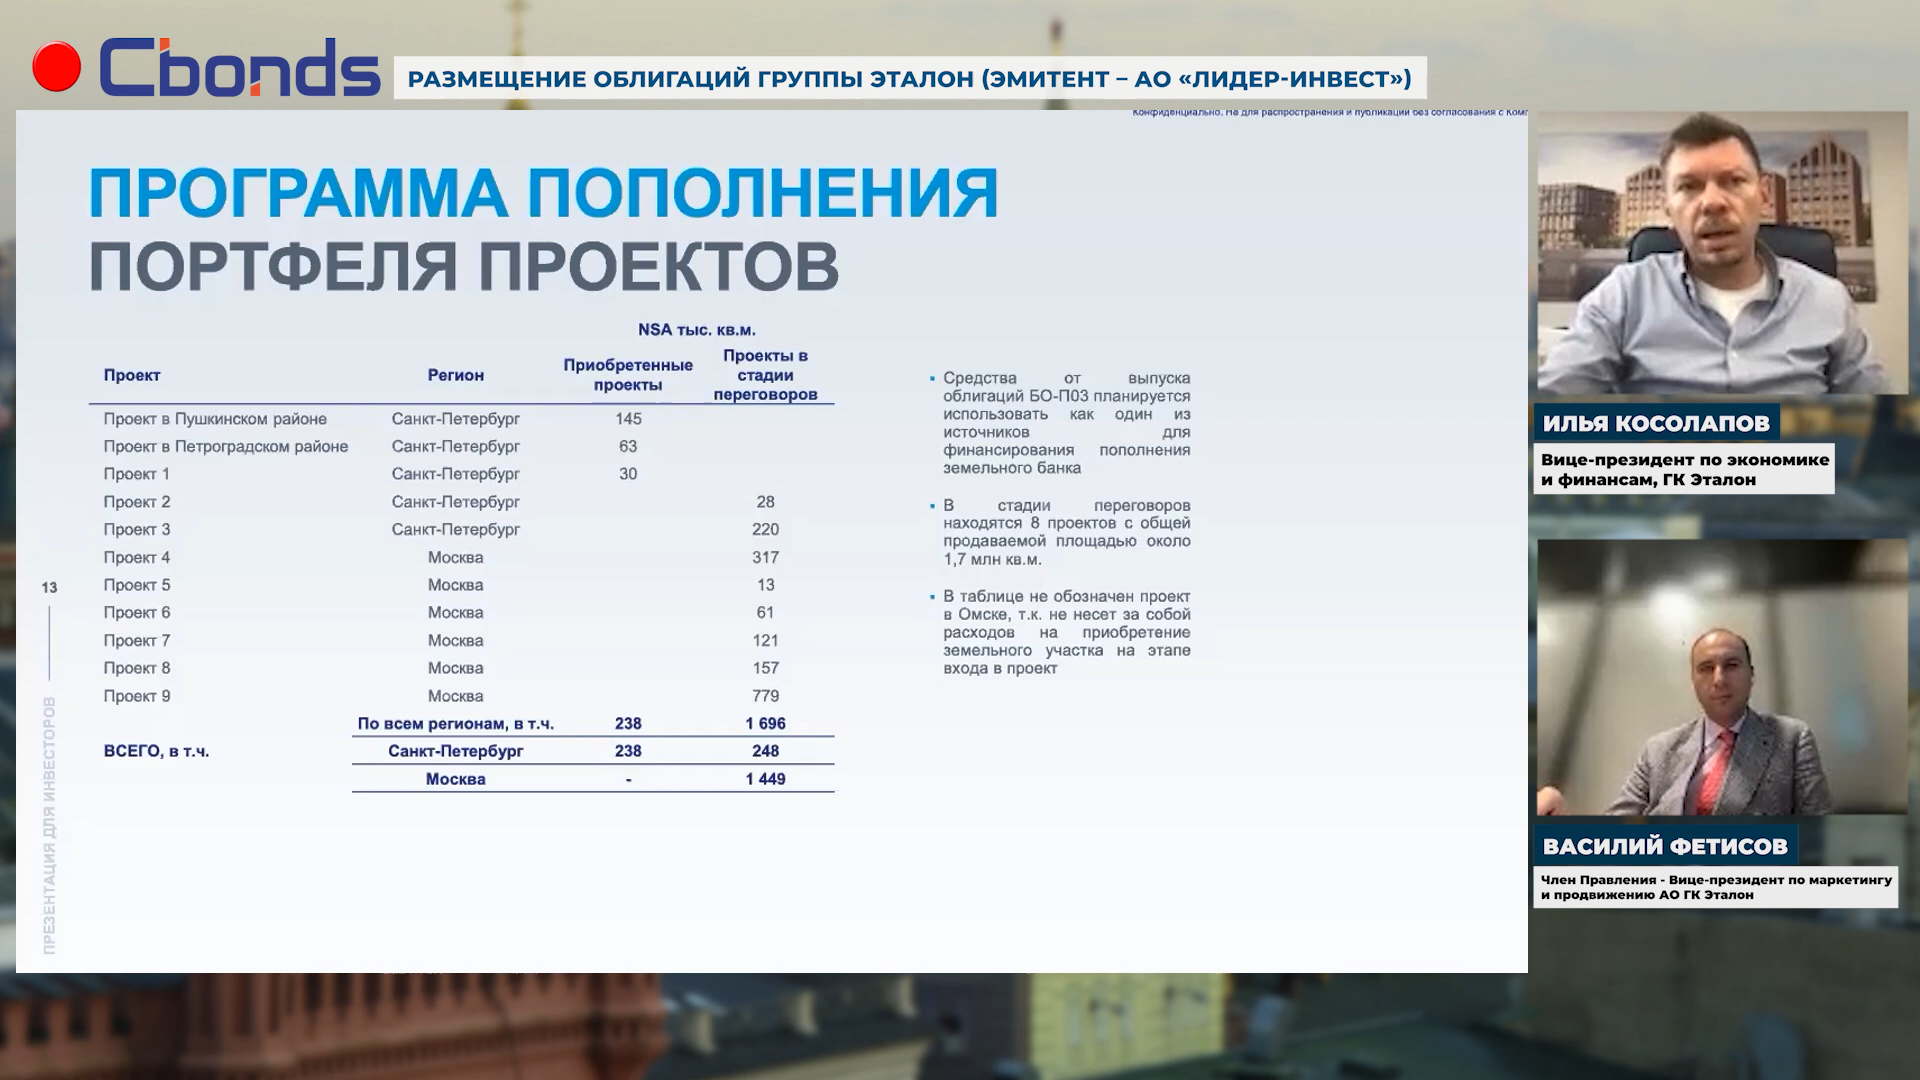 Cbonds
РАЗМЕЩЕНИЕ ОБЛИГАЦИЙ ГРУППЫ ЭТАЛОН (ЭМИТЕНТ – АО «ЛИДЕР-ИНВЕСТ»)
Конфиденциально. Не для распространения и публикации без согласования с Комп
ПРОГРАММА ПОПОЛНЕНИЯ
ПОРТФЕЛЯ ПРОЕКТОВ
NSA тыс. кв.м.
Проект Регион Приобретенные проекты Проекты в стадии переговоров
Проект в Пушкинском районе Санкт-Петербург 145
Проект в Петроградском районе Санкт-Петербург 63
Проект 1 Санкт-Петербург 30
Проект 2 Санкт-Петербург 28
Проект 3 Санкт-Петербург 220
Проект 4 Москва 317
Проект 5 Москва 13
Проект 6 Москва 61
Проект 7 Москва 121
Проект 8 Москва 157
Проект 9 Москва 779
По всем регионам, в т.ч. 238 1 696
ВСЕГО, в т.ч. Санкт-Петербург 238 248
Москва - 1 449
▪ Средства от выпуска
облигаций БО-П03 планируется
использовать как один из
источников для
финансирования пополнения
земельного банка
▪ В стадии переговоров
находятся 8 проектов с общей
продаваемой площадью около
1,7 млн кв.м.
▪ В таблице не обозначен проект
в Омске, т.к. не несет за собой
расходов на приобретение
земельного участка на этапе
входа в проект
13
ПРЕЗЕНТАЦИЯ ДЛЯ ИНВЕСТОРОВ
ИЛЬЯ КОСОЛАПОВ
Вице-президент по экономике
и финансам, ГК Эталон
ВАСИЛИЙ ФЕТИСОВ
Член Правления - Вице-президент по маркетингу
и продвижению АО ГК Эталон